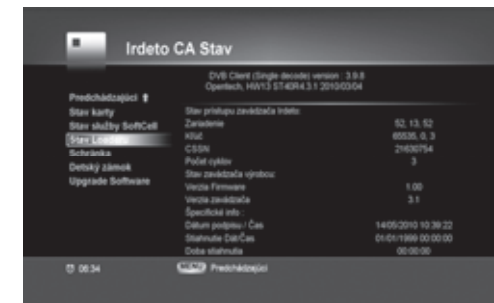 Irdeto CA Stav
DVB Client (Single decode) version : 3.9.8
Opentech, HW13 ST40R4.3.1 2010/03/04
Predchádzajúci
Stav karty
Stav služby SoftCell
Stav Loaderu
Schránka
Detský zámok
Upgrade Software
Stav prístupu zavádzača Irdeto:
Zariadenie 52, 13, 52
Kľúč 65535, 0, 3
CSSN 21630754
Počet cyklov 3
Stav zavádzača výrobcu:
Verzia Firmware 1.00
Verzia zavádzača 3.1
Špecifické info :
Dátum podpisu / Čas 14/05/2010 10:39:22
Stiahnutie Dát/Čas 01/01/1999 00:00:00
Doba stiahnutia 00:00:00
06:34
MENU Predchádzajúci